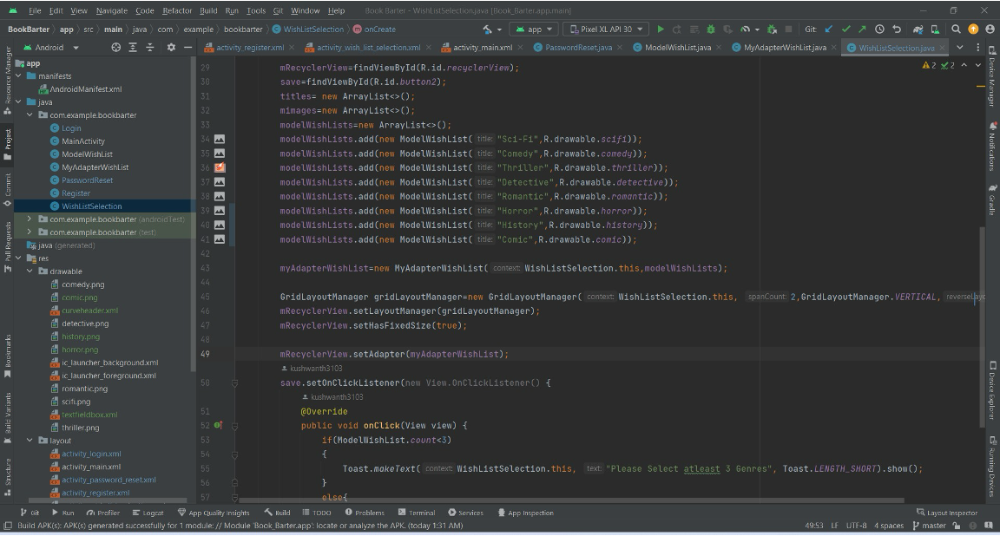 File Edit View Navigate Code Refactor Build Run Tools Git Window Help Book Barter - WishListSelection.java [Book_Barter.app.main]
BookBarter app src main java com example bookbarter WishListSelection onCreate app Pixel XL API 30 Git:
Android activity_register.xml activity_wish_list_selection.xml activity_main.xml PasswordReset.java ModelWishList.java MyAdapterWishList.java WishListSelection.java
Resource Manager
Project
Commit
Pull Requests
Bookmarks
Build Variants
Structure
app
manifests
AndroidManifest.xml
java
com.example.bookbarter
Login
MainActivity
ModelWishList
MyAdapterWishList
PasswordReset
Register
WishListSelection
com.example.bookbarter (androidTest)
com.example.bookbarter (test)
java (generated)
res
drawable
comedy.png
comic.png
curveheader.xml
detective.png
history.png
horror.png
ic_launcher_background.xml
ic_launcher_foreground.xml
romantic.png
scifi.png
textfieldbox.xml
thriller.png
layout
activity_login.xml
activity_main.xml
activity_password_reset.xml
activity_register.xml
2 2
29 mRecyclerView=findViewById(R.id.recyclerView);
30 save=findViewById(R.id.button2);
31 titles= new ArrayList<>();
32 mimages=new ArrayList<>();
33 modelWishLists=new ArrayList<>();
34 modelWishLists.add(new ModelWishList( title: "Sci-Fi",R.drawable.scifi));
35 modelWishLists.add(new ModelWishList( title: "Comedy",R.drawable.comedy));
36 modelWishLists.add(new ModelWishList( title: "Thriller",R.drawable.thriller));
37 modelWishLists.add(new ModelWishList( title: "Detective",R.drawable.detective));
38 modelWishLists.add(new ModelWishList( title: "Romantic",R.drawable.romantic));
39 modelWishLists.add(new ModelWishList( title: "Horror",R.drawable.horror));
40 modelWishLists.add(new ModelWishList( title: "History",R.drawable.history));
41 modelWishLists.add(new ModelWishList( title: "Comic",R.drawable.comic));
42
43 myAdapterWishList=new MyAdapterWishList( context: WishListSelection.this,modelWishLists);
44
45 GridLayoutManager gridLayoutManager=new GridLayoutManager( context: WishListSelection.this, spanCount: 2,GridLayoutManager.VERTICAL, reverseLayo
46 mRecyclerView.setLayoutManager(gridLayoutManager);
47 mRecyclerView.setHasFixedSize(true);
48
49 mRecyclerView.setAdapter(myAdapterWishList);
kushwanth3103
50 save.setOnClickListener(new View.OnClickListener() {
kushwanth3103
51 @Override
52 public void onClick(View view) {
53 if(ModelWishList.count<3)
54 {
55 Toast.makeText( context: WishListSelection.this, text: "Please Select atleast 3 Genres", Toast.LENGTH_SHORT).show();
56 }
57 else{
Device Manager
Notifications
Gradle
Device Explorer
Running Devices
Git Run Profiler Logcat App Quality Insights Build TODO Problems Terminal Services App Inspection Layout Inspector
Build APK(s): APK(s) generated successfully for 1 module: // Module 'Book_Barter.app': locate or analyze the APK. (today 1:31 AM) 49:53 LF UTF-8 4 spaces master